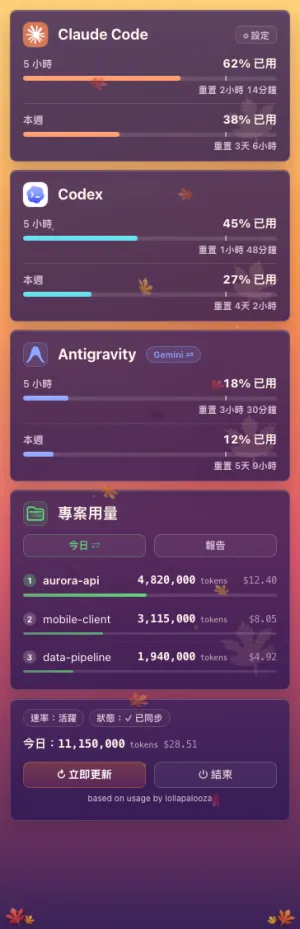 Claude Code
設定
5 小時
62% 已用
重置 2小時 14分鐘
本週
38% 已用
重置 3天 6小時
Codex
5 小時
45% 已用
重置 1小時 48分鐘
本週
27% 已用
重置 4天 2小時
Antigravity
Gemini ⇄
5 小時
18% 已用
重置 3小時 30分鐘
本週
12% 已用
重置 5天 9小時
專案用量
今日 ⇄
報告
1 aurora-api 4,820,000 tokens $12.40
2 mobile-client 3,115,000 tokens $8.05
3 data-pipeline 1,940,000 tokens $4.92
速率：活躍
狀態：✓ 已同步
今日：11,150,000 tokens $28.51
↻ 立即更新
⏻ 結束
based on usage by lollapalooza